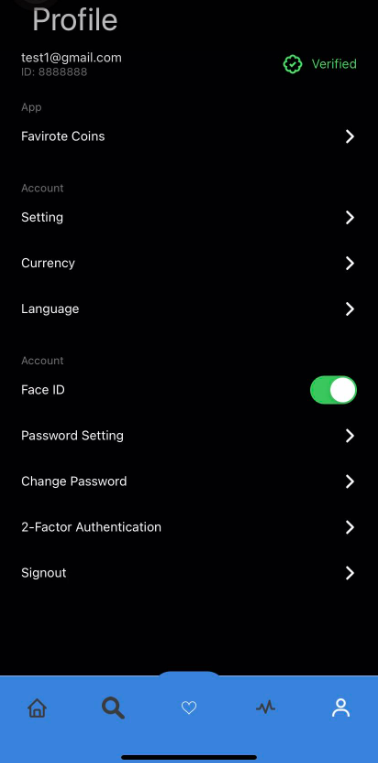 Profile
test1@gmail.com
ID: 8888888
Verified
App
Favirote Coins
Account
Setting
Currency
Language
Account
Face ID
Password Setting
Change Password
2-Factor Authentication
Signout